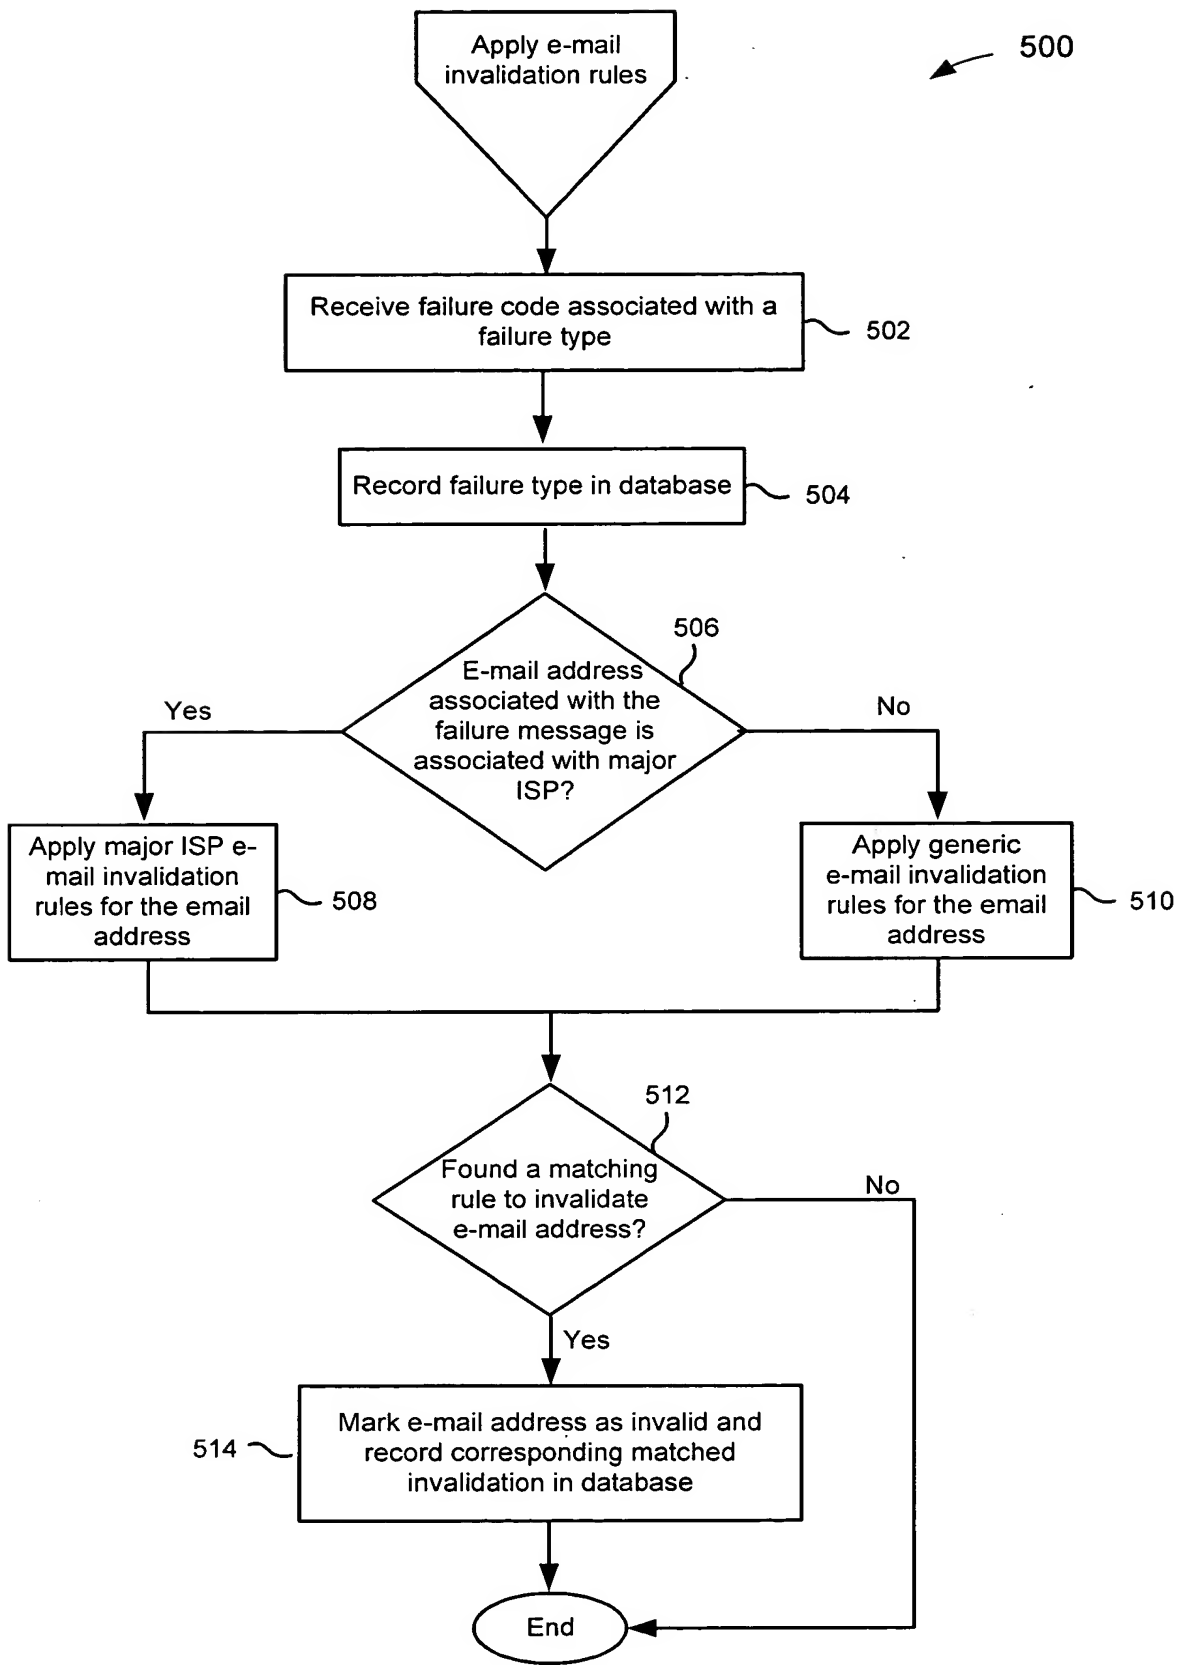 Apply e-mail
invalidation rules
500
Receive failure code associated with a
failure type
502
Record failure type in database
504
506
E-mail address
associated with the
failure message is
associated with major
ISP?
Yes
No
Apply major ISP e-
mail invalidation
rules for the email
address
508
Apply generic
e-mail invalidation
rules for the email
address
510
512
Found a matching
rule to invalidate
e-mail address?
No
Yes
Mark e-mail address as invalid and
record corresponding matched
invalidation in database
514
End